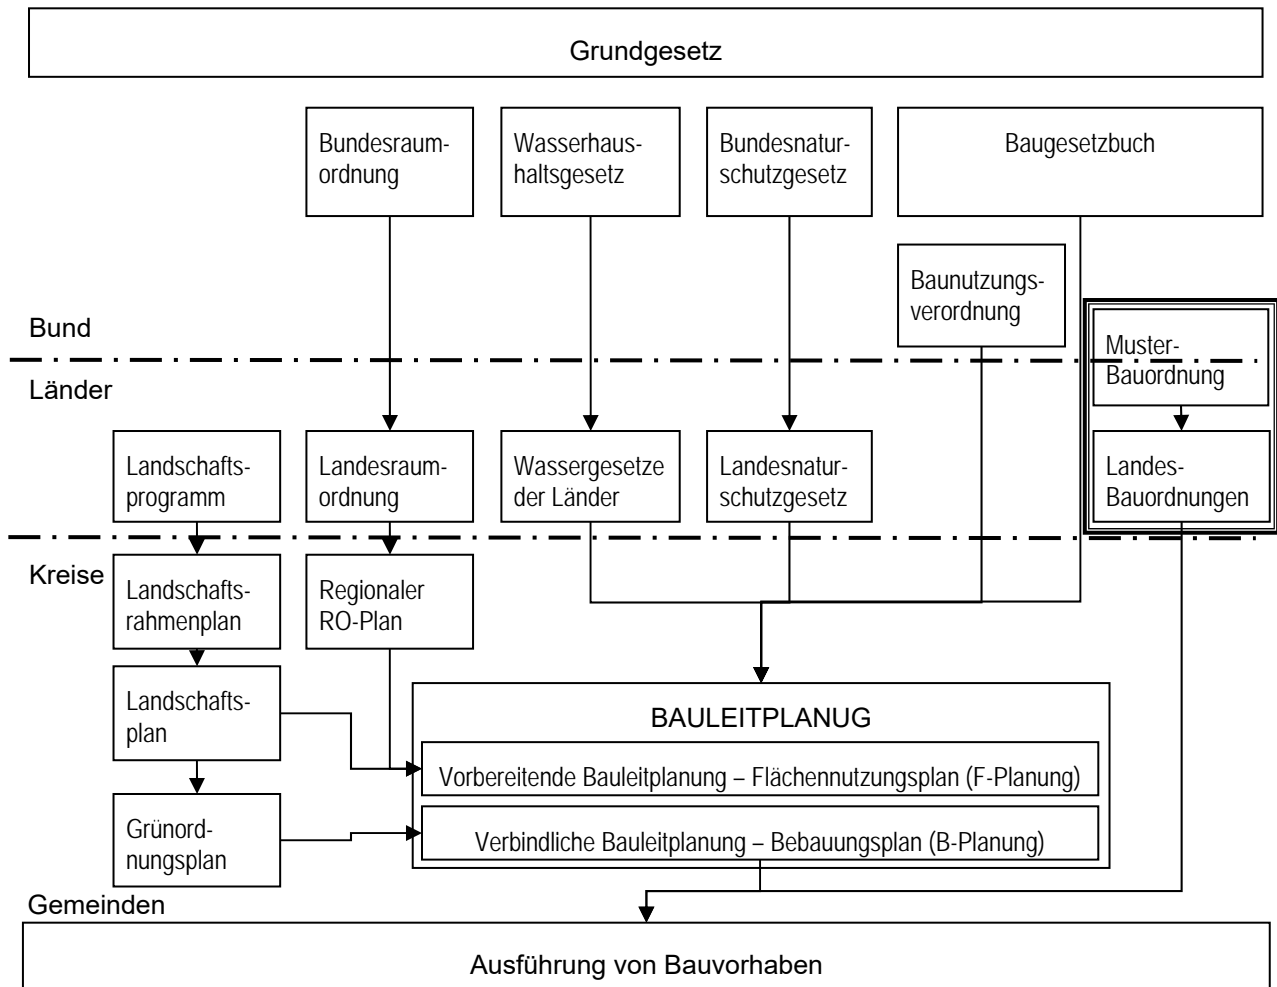 Grundgesetz
Bundesraum-
ordnung
Wasserhaus-
haltsgesetz
Bundesnatur-
schutzgesetz
Baugesetzbuch
Baunutzungs-
verordnung
Bund
Muster-
Bauordnung
Länder
Landschafts-
programm
Landesraum-
ordnung
Wassergesetze
der Länder
Landesnatur-
schutzgesetz
Landes-
Bauordnungen
Kreise
Landschafts-
rahmenplan
Regionaler
RO-Plan
Landschafts-
plan
BAULEITPLANUG
Vorbereitende Bauleitplanung – Flächennutzungsplan (F-Planung)
Grünord-
nungsplan
Verbindliche Bauleitplanung – Bebauungsplan (B-Planung)
Gemeinden
Ausführung von Bauvorhaben